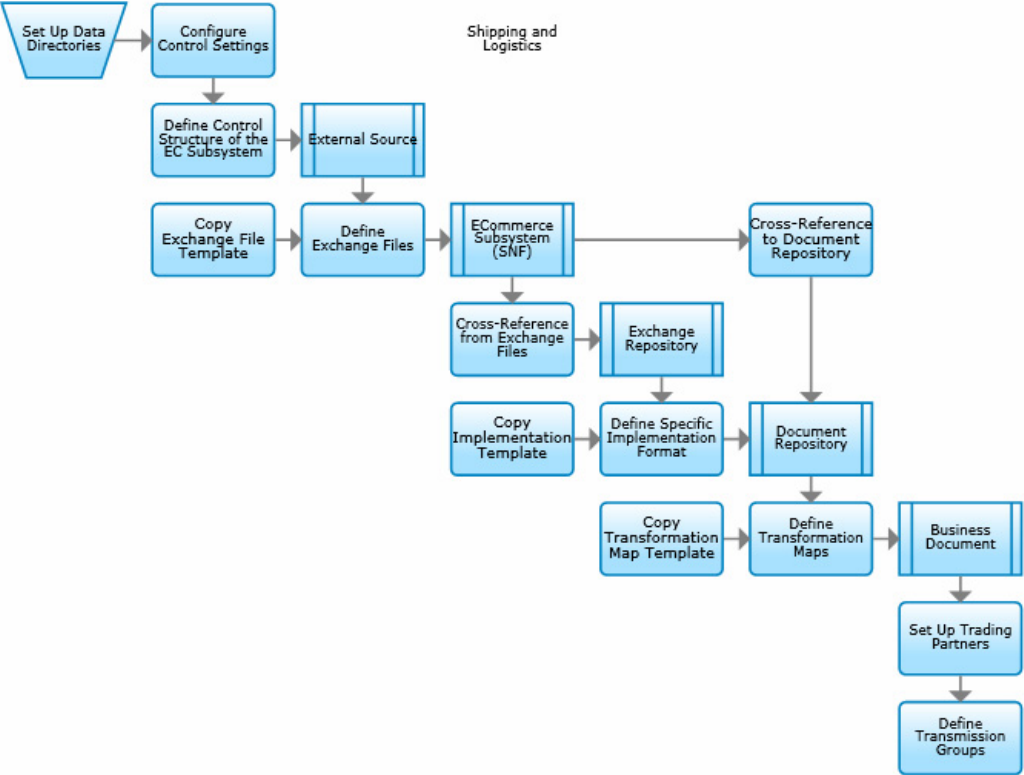 Set Up Data
Directories
Configure
Control Settings
Shipping and
Logistics
Define Control
Structure of the
EC Subsystem
External Source
Copy
Exchange File
Template
Define
Exchange Files
ECommerce
Subsystem
(SNF)
Cross-Reference
to Document
Repository
Cross-Reference
from Exchange
Files
Exchange
Repository
Copy
Implementation
Template
Define Specific
Implementation
Format
Document
Repository
Copy
Transformation
Map Template
Define
Transformation
Maps
Business
Document
Set Up Trading
Partners
Define
Transmission
Groups